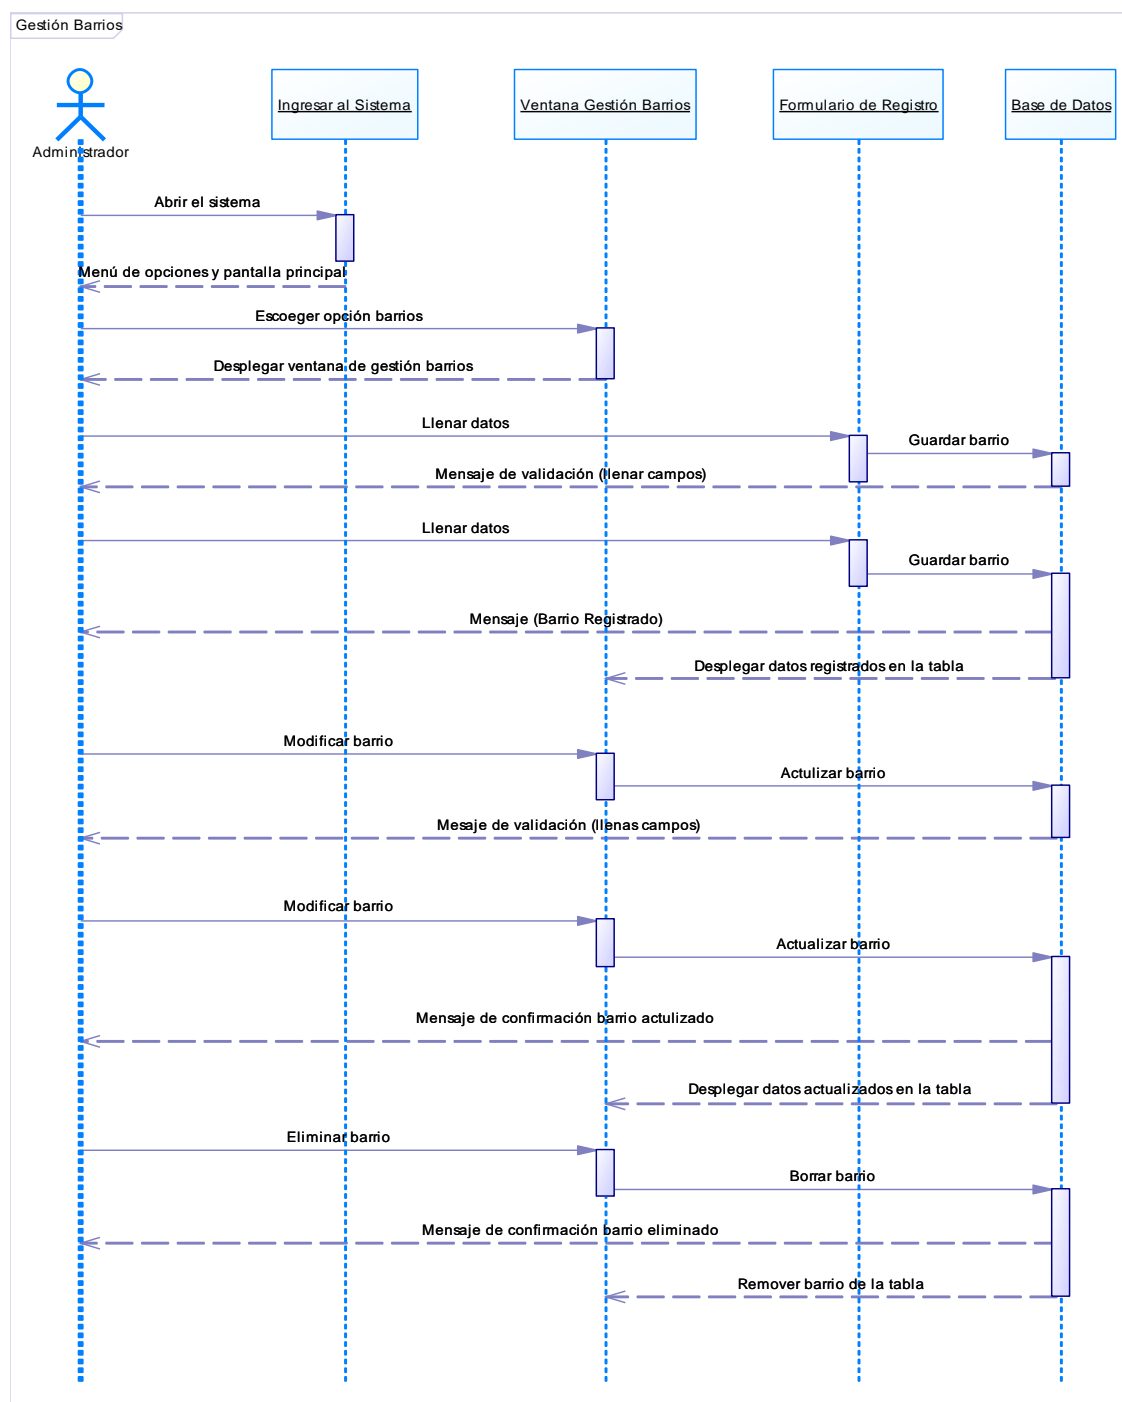 Gestión Barrios
Administrador
Ingresar al Sistema
Ventana Gestión Barrios
Formulario de Registro
Base de Datos
Abrir el sistema
Menú de opciones y pantalla principal
Escoeger opción barrios
Desplegar ventana de gestión barrios
Llenar datos
Guardar barrio
Mensaje de validación (llenar campos)
Llenar datos
Guardar barrio
Mensaje (Barrio Registrado)
Desplegar datos registrados en la tabla
Modificar barrio
Actulizar barrio
Mesaje de validación (llenas campos)
Modificar barrio
Actualizar barrio
Mensaje de confirmación barrio actulizado
Desplegar datos actualizados en la tabla
Eliminar barrio
Borrar barrio
Mensaje de confirmación barrio eliminado
Remover barrio de la tabla